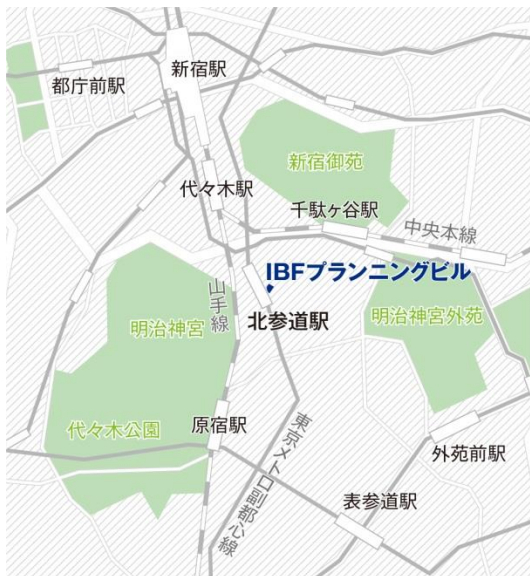 新宿駅
都庁前駅
新宿御苑
代々木駅
千駄ヶ谷駅
中央本線
IBFプランニングビル
山手線
北参道駅
明治神宮
明治神宮外苑
代々木公園
原宿駅
東京メトロ副都心線
外苑前駅
表参道駅